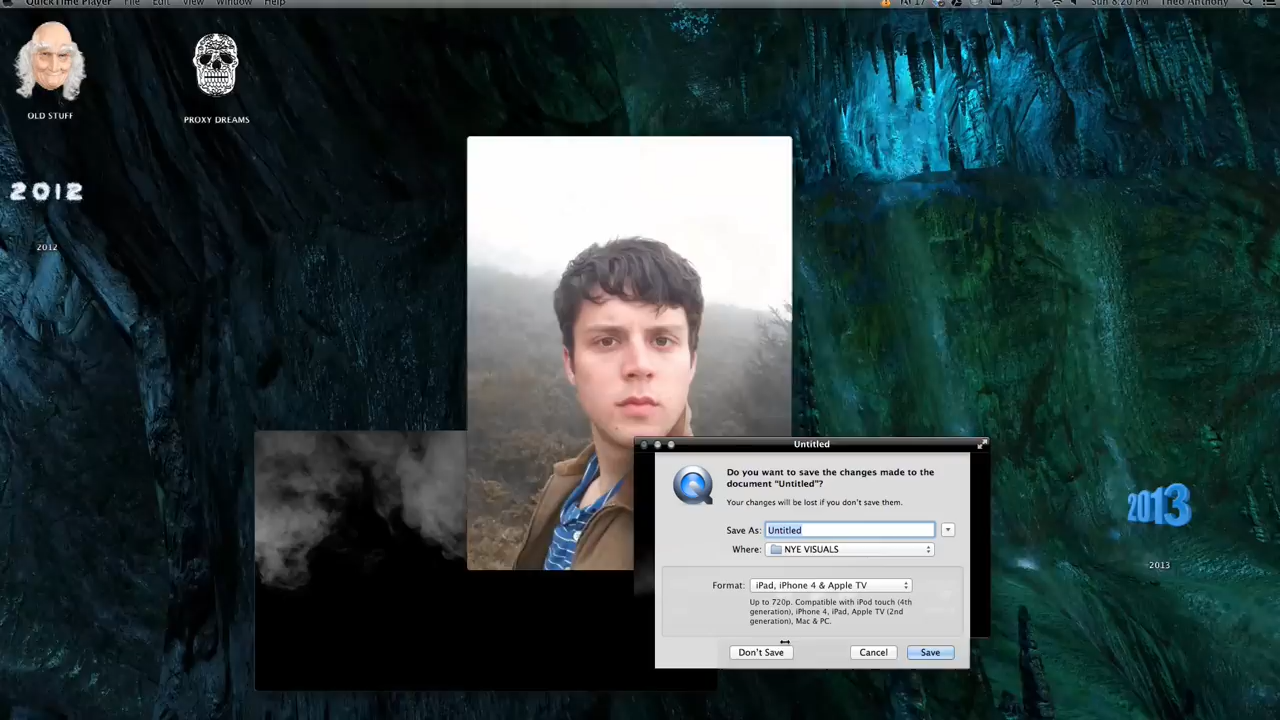 QuickTime Player File Edit View Window Help
Sun 8:20 PM Theo Anthony
OLD STUFF
PROXY DREAMS
2012
2012
Untitled
Do you want to save the changes made to the
document “Untitled”?
Your changes will be lost if you don't save them.
Save As: Untitled
Where: NYE VISUALS
2013
2013
Format: iPad, iPhone 4 & Apple TV
Up to 720p. Compatible with iPod touch (4th
generation), iPhone 4, iPad, Apple TV (2nd
generation), Mac & PC.
Don't Save Cancel Save